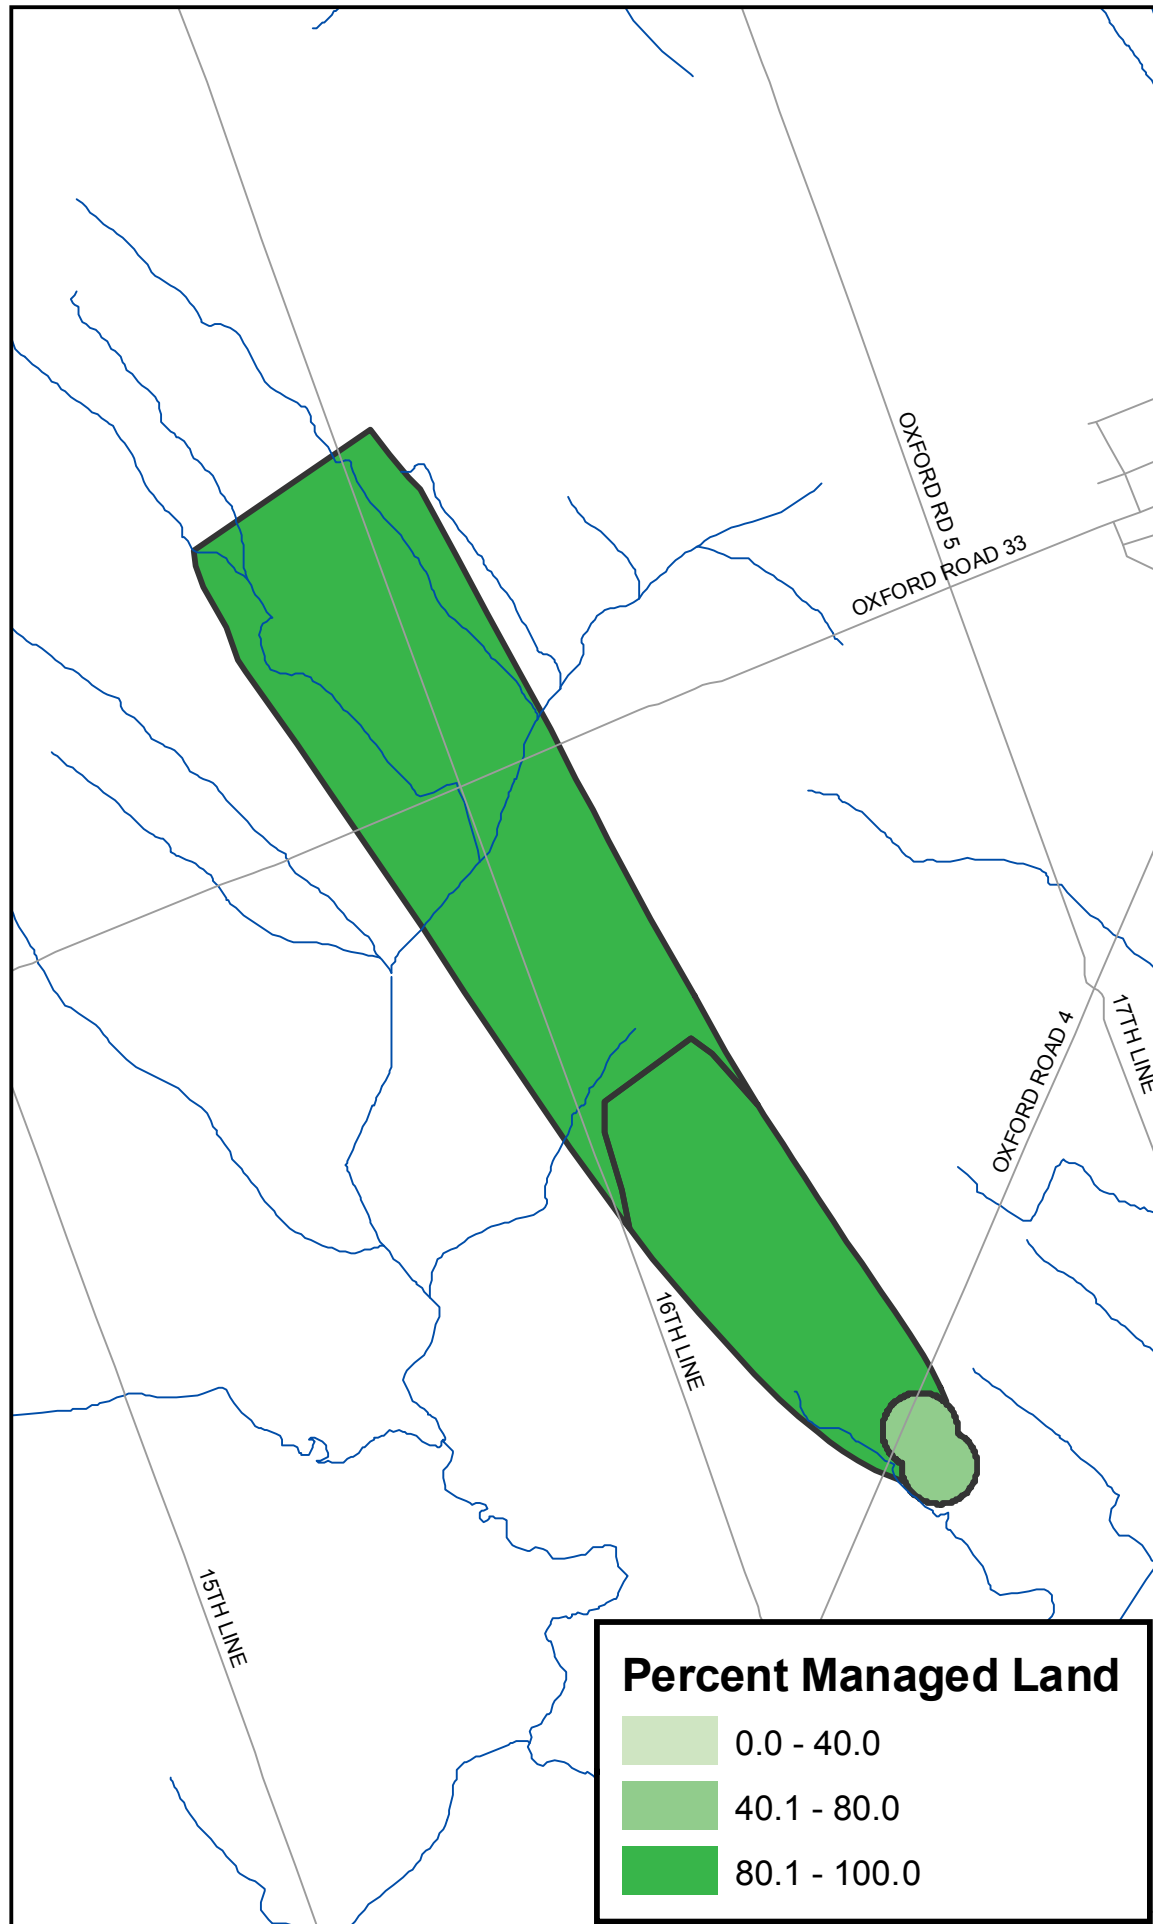 OXFORD RD 5
OXFORD ROAD 33
17TH LINE
OXFORD ROAD 4
16TH LINE
15TH LINE
Percent Managed Land
0.0 - 40.0
40.1 - 80.0
80.1 - 100.0